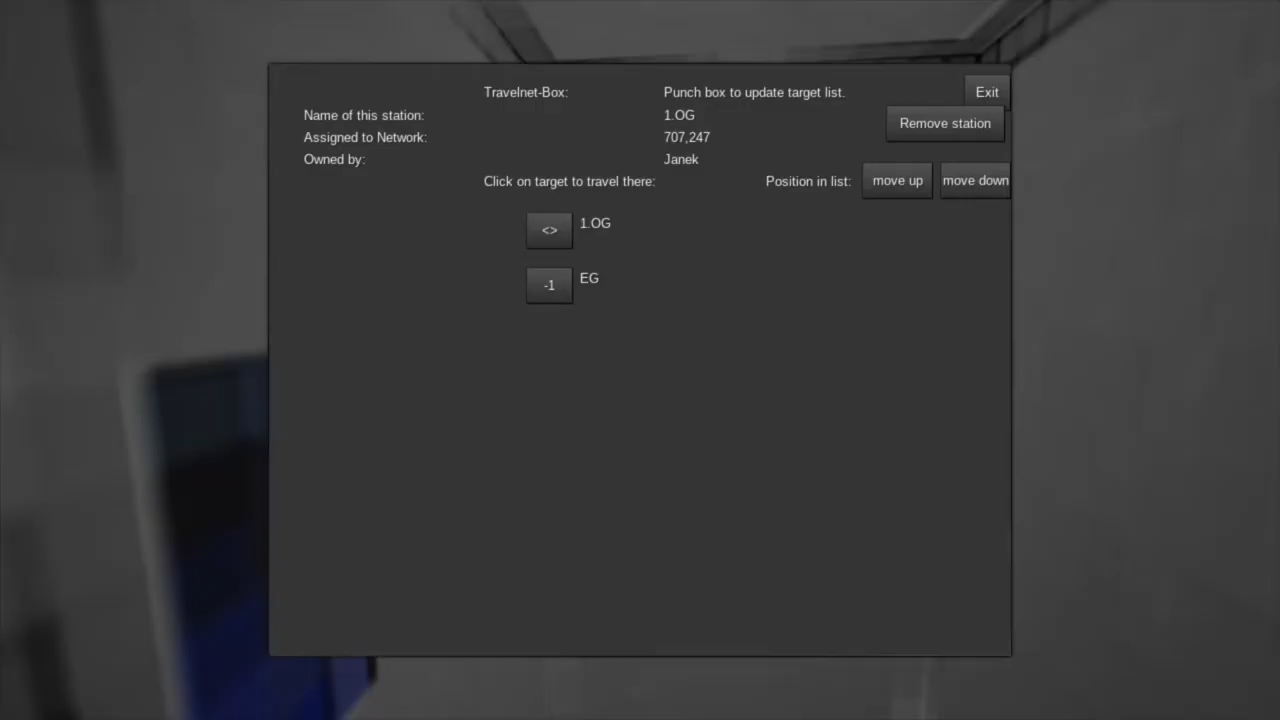 Travelnet-Box: Punch box to update target list. Exit
Name of this station: 1.OG Remove station
Assigned to Network: 707,247
Owned by: Janek
Click on target to travel there: Position in list: move up move down
<> 1.OG
-1 EG